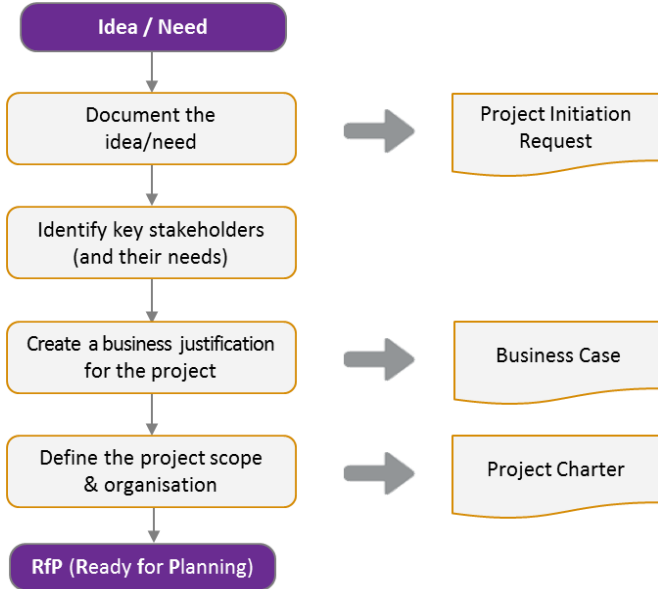 Idea / Need
Document the
idea/need
Project Initiation
Request
Identify key stakeholders
(and their needs)
Create a business justification
for the project
Business Case
Define the project scope
& organisation
Project Charter
RfP (Ready for Planning)